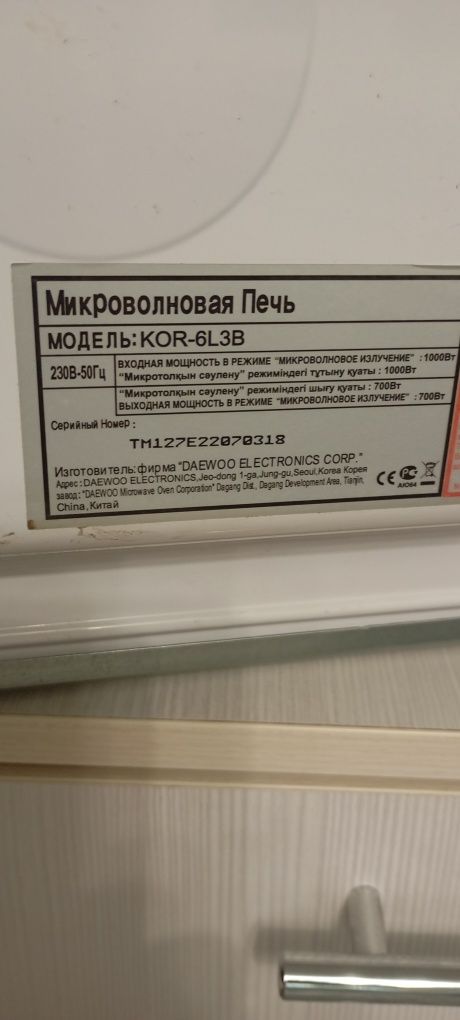 Микроволновая Печь
МОДЕЛЬ:KOR-6L3B
230В-50Гц
ВХОДНАЯ МОЩНОСТЬ В РЕЖИМЕ "МИКРОВОЛНОВОЕ ИЗЛУЧЕНИЕ" : 1000Вт
"Микротолқын сәулену" режиміндегі тұтыну қуаты : 1000Вт
"Микротолқын сәулену" режиміндегі шығу қуаты : 700Вт
ВЫХОДНАЯ МОЩНОСТЬ В РЕЖИМЕ "МИКРОВОЛНОВОЕ ИЗЛУЧЕНИЕ" : 700Вт
Серийный Номер :
TM127E22070318
Изготовитель:фирма "DAEWOO ELECTRONICS CORP."
Адрес : DAEWOO ELECTRONICS,Jeo-dong 1-ga,Jung-gu,Seoul,Korea Корея
завод: "DAEWOO Microwave Oven Corporation" Dagang Dist., Dagang Development Area, Tianjin,
China, Китай
CE
АЮ64